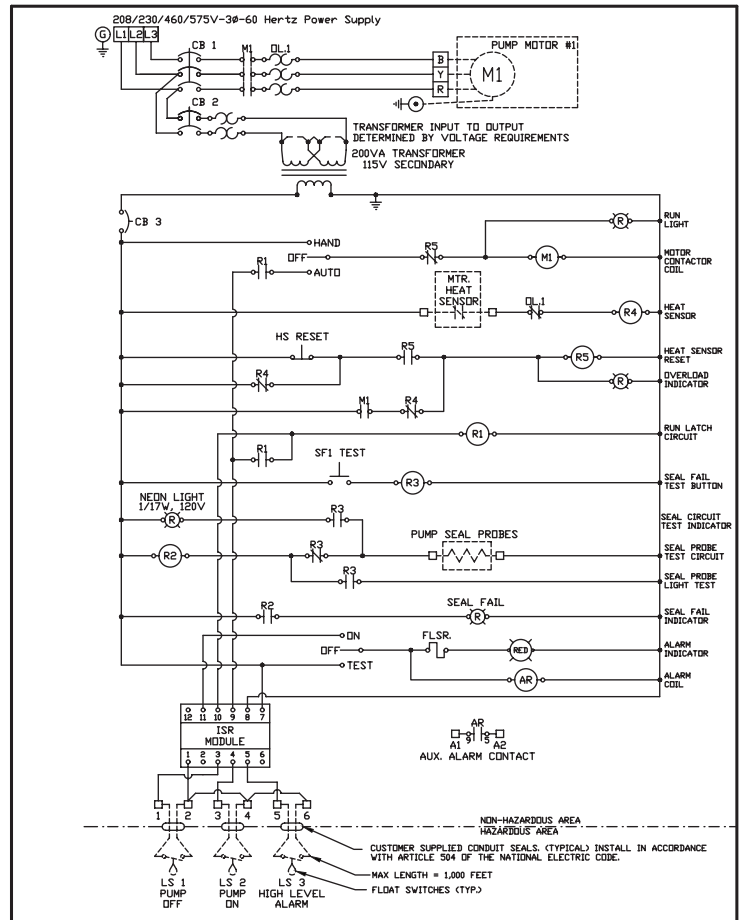 208/230/460/575V-3ø-60 Hertz Power Supply
G L1 L2 L3
CB 1 M1 OL1
B
Y
R
PUMP MOTOR #1
M1
CB 2
TRANSFORMER INPUT TO OUTPUT
DETERMINED BY VOLTAGE REQUIREMENTS
200VA TRANSFORMER
115V SECONDARY
CB 3
R RUN
LIGHT
HAND
OFF R5 M1 MOTOR
CONTACTOR
COIL
R1 AUTO
MTR.
HEAT
SENSOR
OL1 R4 HEAT
SENSOR
HS RESET R5 R5 HEAT SENSOR
RESET
R4 R OVERLOAD
INDICATOR
M1 R4
R1 RUN LATCH
CIRCUIT
R1
SF1 TEST
R3 SEAL FAIL
TEST BUTTON
NEON LIGHT
1/17W, 120V
R R3 SEAL CIRCUIT
TEST INDICATOR
PUMP SEAL PROBES
R2 R3 SEAL PROBE
TEST CIRCUIT
R3 SEAL PROBE
LIGHT TEST
R2 SEAL FAIL
R SEAL FAIL
INDICATOR
ON
OFF FLSR. RED ALARM
INDICATOR
TEST AR ALARM
COIL
12 11 10 9 8 7
ISR
MODULE
1 2 3 4 5 6
AR
A1 9 5 A2
AUX. ALARM CONTACT
1 2 3 4 5 6
NON-HAZARDOUS AREA
HAZARDOUS AREA
CUSTOMER SUPPLIED CONDUIT SEALS. (TYPICAL) INSTALL IN ACCORDANCE
WITH ARTICLE 504 OF THE NATIONAL ELECTRIC CODE.
MAX LENGTH = 1,000 FEET
FLOAT SWITCHES (TYP.)
LS 1
PUMP
OFF
LS 2
PUMP
ON
LS 3
HIGH LEVEL
ALARM